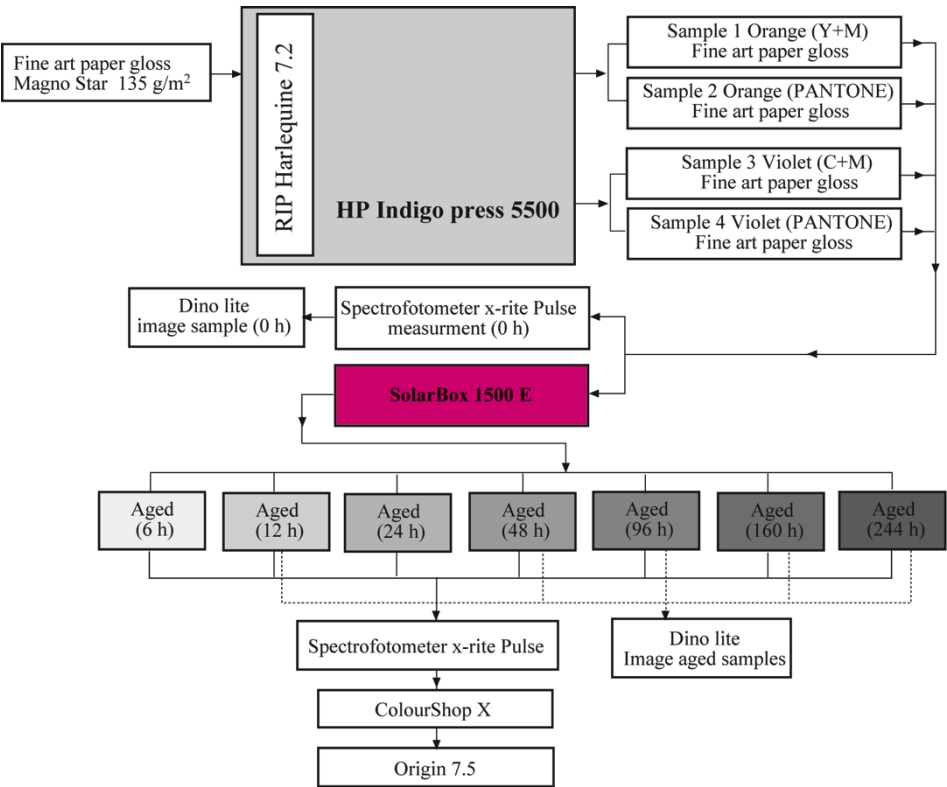 Fine art paper gloss
Magno Star  135 g/m²
RIP Harlequine 7.2
HP Indigo press 5500
Sample 1 Orange (Y+M)
Fine art paper gloss
Sample 2 Orange (PANTONE)
Fine art paper gloss
Sample 3 Violet (C+M)
Fine art paper gloss
Sample 4 Violet (PANTONE)
Fine art paper gloss
Dino lite
image sample (0 h)
Spectrofotometer x-rite Pulse
measurment (0 h)
SolarBox 1500 E
Aged
(6 h)
Aged
(12 h)
Aged
(24 h)
Aged
(48 h)
Aged
(96 h)
Aged
(160 h)
Aged
(244 h)
Spectrofotometer x-rite Pulse
Dino lite
Image aged samples
ColourShop X
Origin 7.5